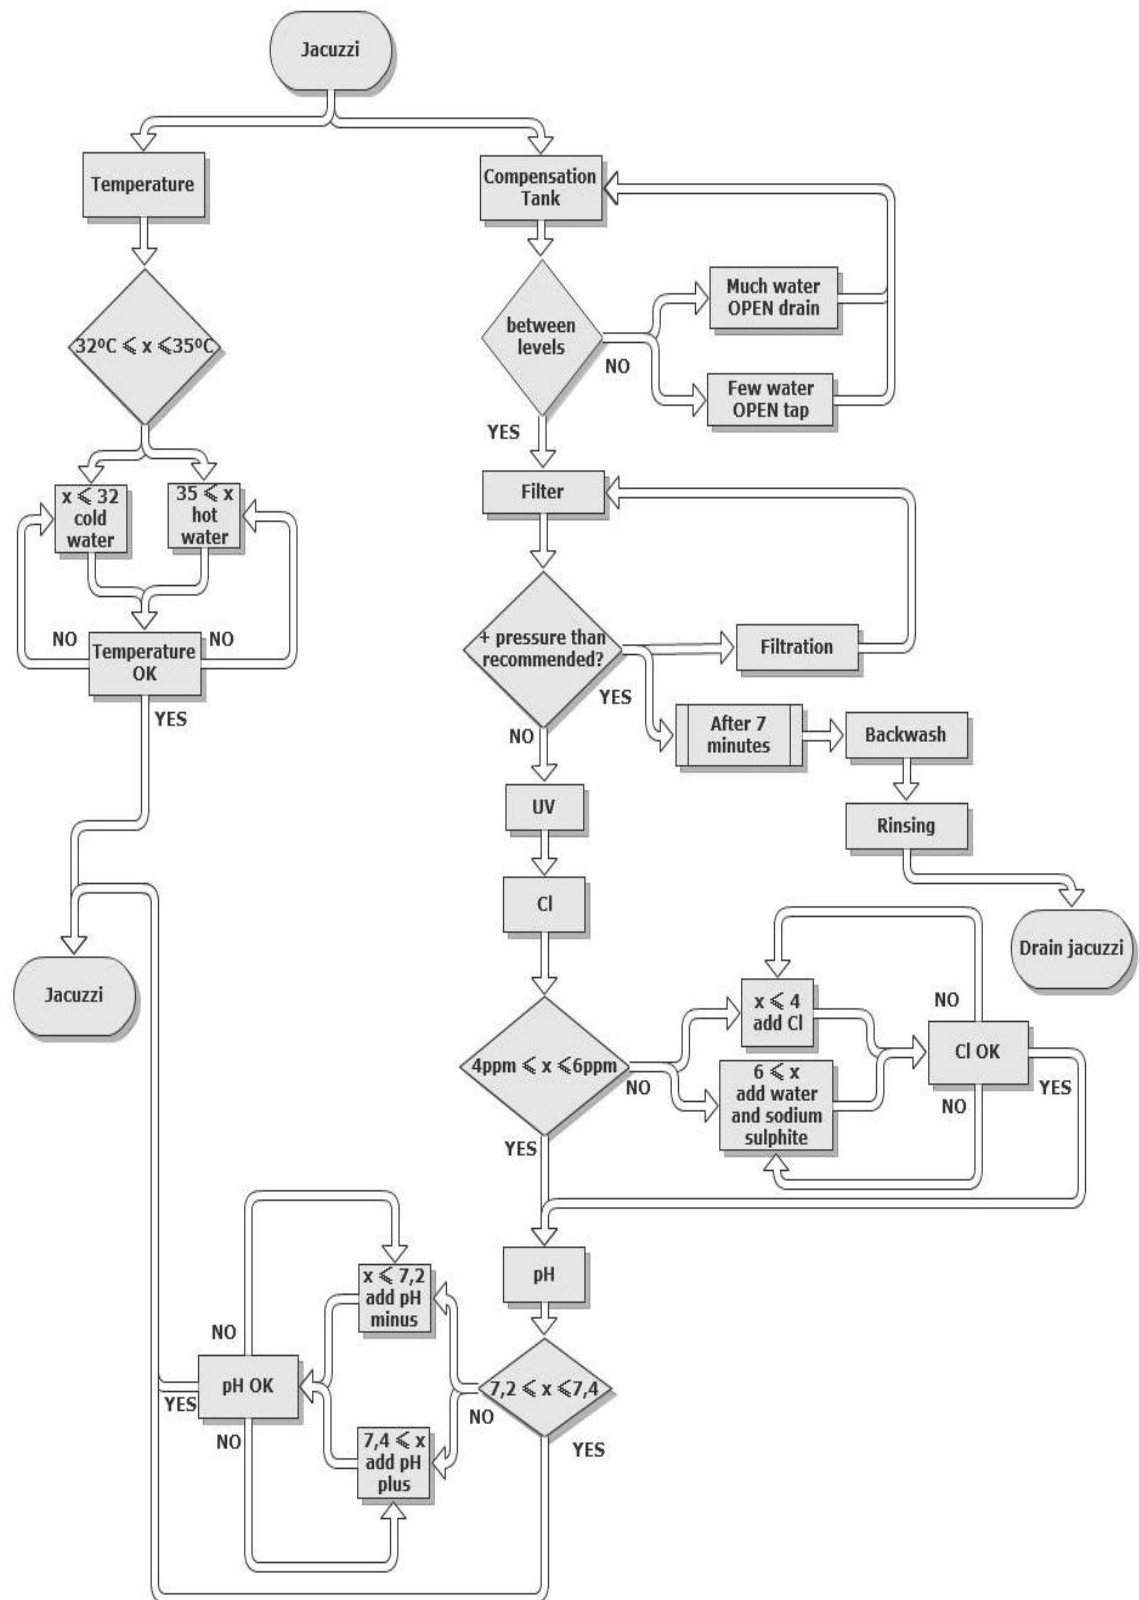 Jacuzzi
Temperature
Compensation
Tank
32ºC ⩽ x ⩽35ºC
between
levels
NO
Much water
OPEN drain
Few water
OPEN tap
YES
x ⩽ 32
cold
water
35 ⩽ x
hot
water
NO
NO
Temperature
OK
YES
Filter
+ pressure than
recommended?
YES
NO
Filtration
After 7
minutes
Backwash
Rinsing
Drain jacuzzi
UV
Cl
Jacuzzi
4ppm ⩽ x ⩽6ppm
NO
YES
x ⩽ 4
add Cl
6 ⩽ x
add water
and sodium
sulphite
NO
Cl OK
NO
YES
pH
7,2 ⩽ x ⩽7,4
NO
YES
x ⩽ 7,2
add pH
minus
7,4 ⩽ x
add pH
plus
NO
pH OK
YES
NO